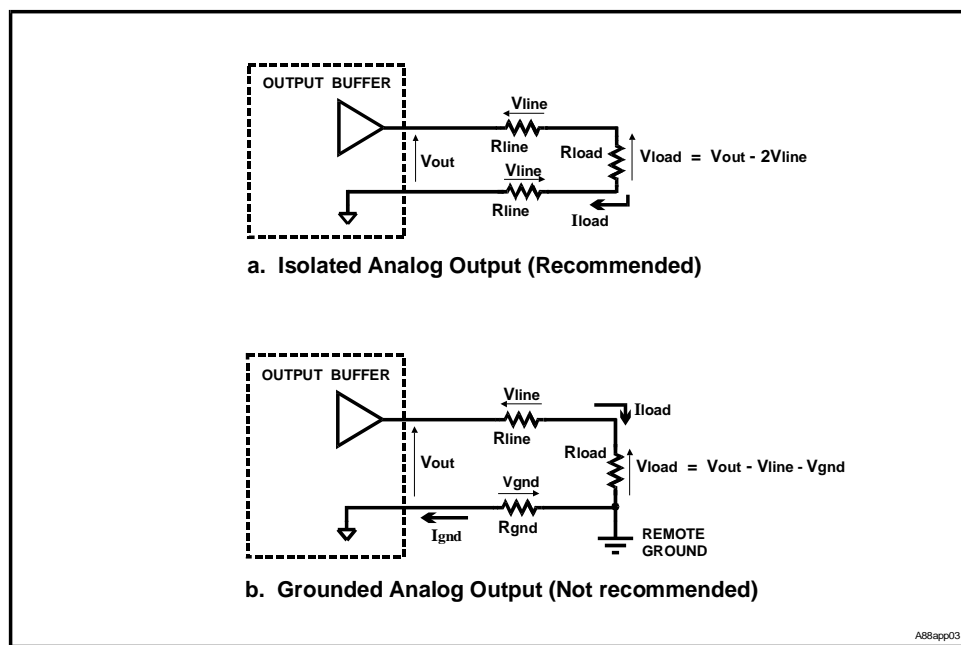 OUTPUT BUFFER
Vline
Rline
Vout
Rload
Vload = Vout - 2Vline
Vline
Rline
Iload
a. Isolated Analog Output (Recommended)
OUTPUT BUFFER
Vline
Iload
Rline
Rload
Vout
Vload = Vout - Vline - Vgnd
Vgnd
Ignd
Rgnd
REMOTE
GROUND
b. Grounded Analog Output (Not recommended)
A88app03